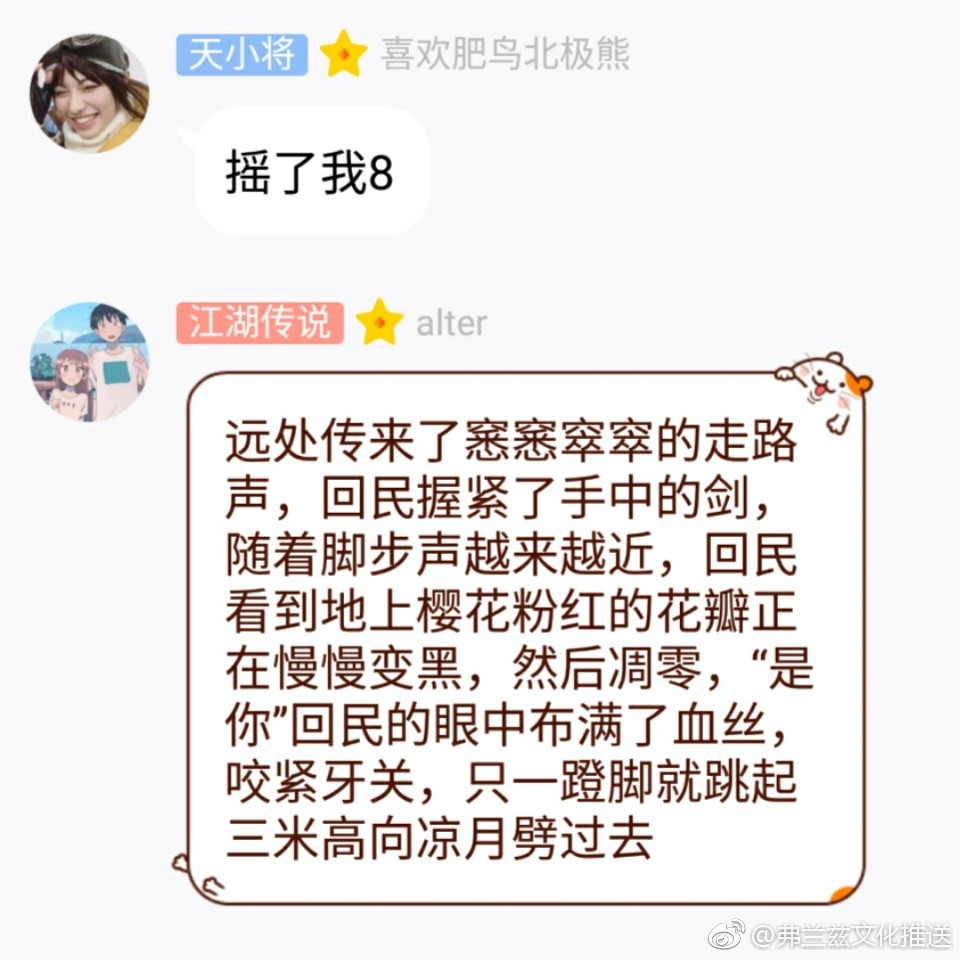 天小将 喜欢肥鸟北极熊
摇了我8
江湖传说 alter
远处传来了窸窸窣窣的走路
声，回民握紧了手中的剑，
随着脚步声越来越近，回民
看到地上樱花粉红的花瓣正
在慢慢变黑，然后凋零，“是
你”回民的眼中布满了血丝，
咬紧牙关，只一蹬脚就跳起
三米高向凉月劈过去
@弗兰兹文化推送